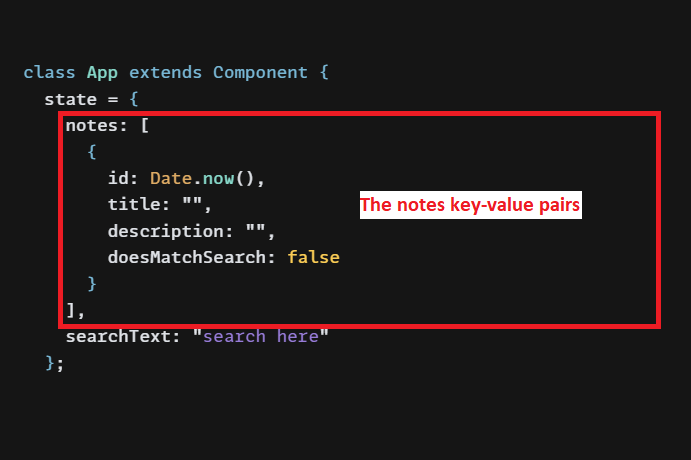 class App extends Component {
state = {
notes: [
{
id: Date.now(),
title: "",
description: "",
doesMatchSearch: false
}
],
searchText: "search here"
};
The notes key-value pairs